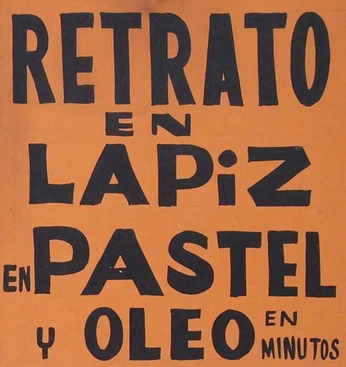 RETRATO
EN
LAPiZ
EN PASTEL
Y OLEO EN MINUTOS